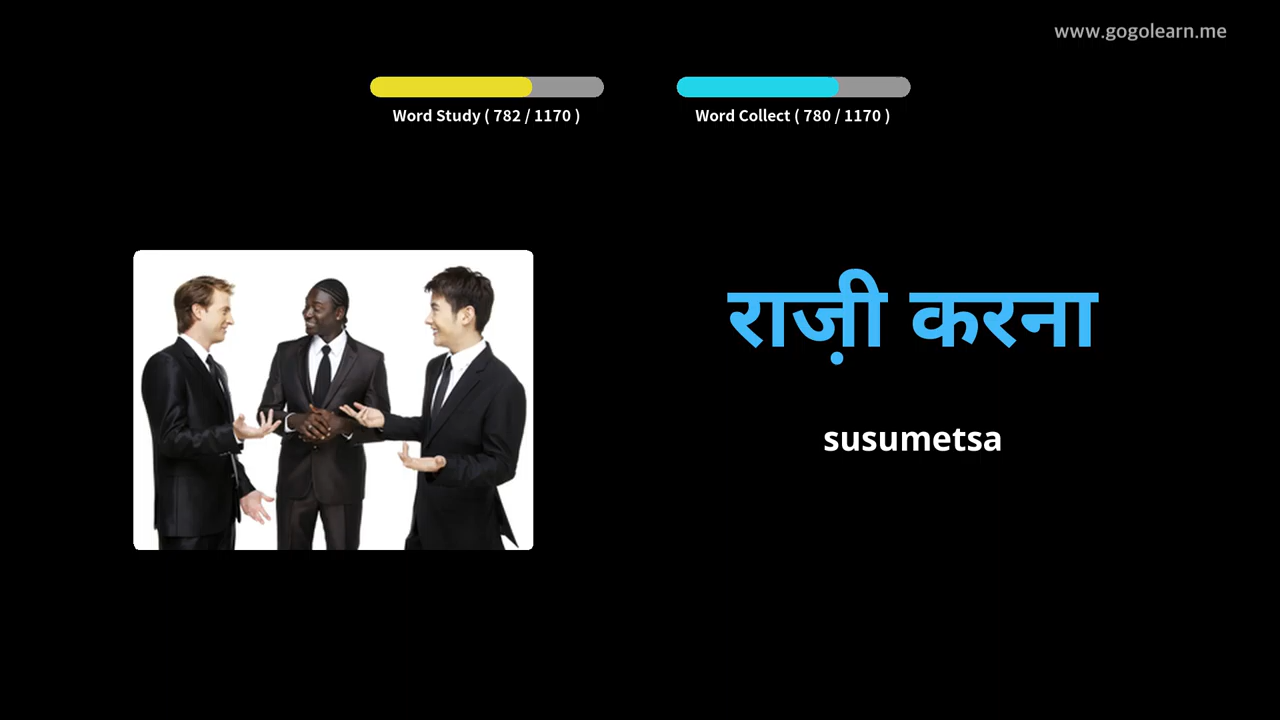 www.gogolearn.me
Word Study ( 782 / 1170 )
Word Collect ( 780 / 1170 )
राज़ी करना
susumetsa